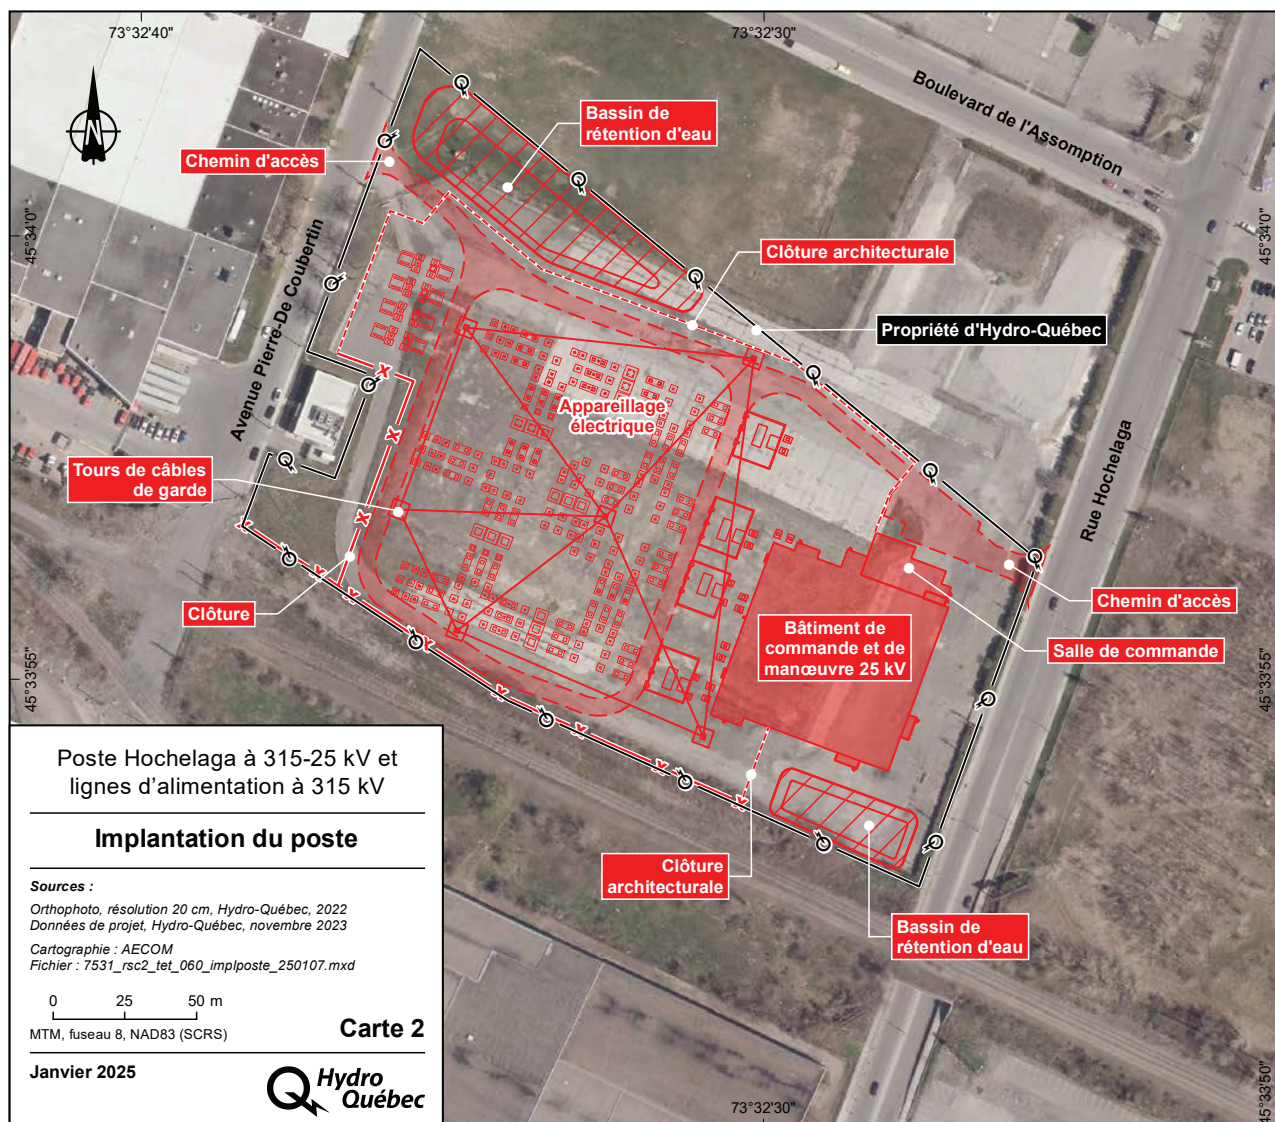 73°32'40"
73°32'30"
Boulevard de l'Assomption
Bassin de
rétention d'eau
Chemin d'accès
45°34'0"
45°34'0"
Clôture architecturale
Avenue Pierre-De Coubertin
Propriété d'Hydro-Québec
Appareillage
électrique
Rue Hochelaga
Tours de câbles
de garde
Clôture
Chemin d'accès
Bâtiment de
commande et de
manœuvre 25 kV
Salle de commande
45°33'55"
45°33'55"
Clôture
architecturale
Bassin de
rétention d'eau
Poste Hochelaga à 315-25 kV et
lignes d’alimentation à 315 kV
Implantation du poste
Sources :
Orthophoto, résolution 20 cm, Hydro-Québec, 2022
Données de projet, Hydro-Québec, novembre 2023
Cartographie : AECOM
Fichier : 7531_rsc2_tet_060_implposte_250107.mxd
0 25 50 m
MTM, fuseau 8, NAD83 (SCRS)
Carte 2
Janvier 2025
Hydro
Québec
73°32'30"
45°33'50"
N